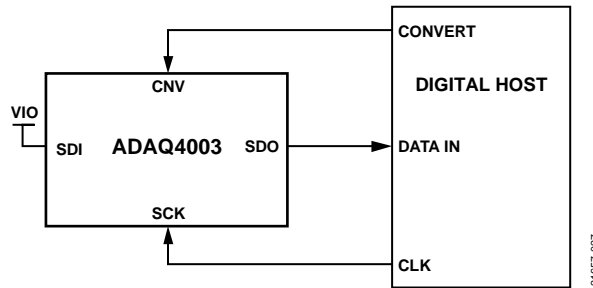 CONVERT
CNV
DIGITAL HOST
VIO
SDI
ADAQ4003
SDO
DATA IN
SCK
CLK